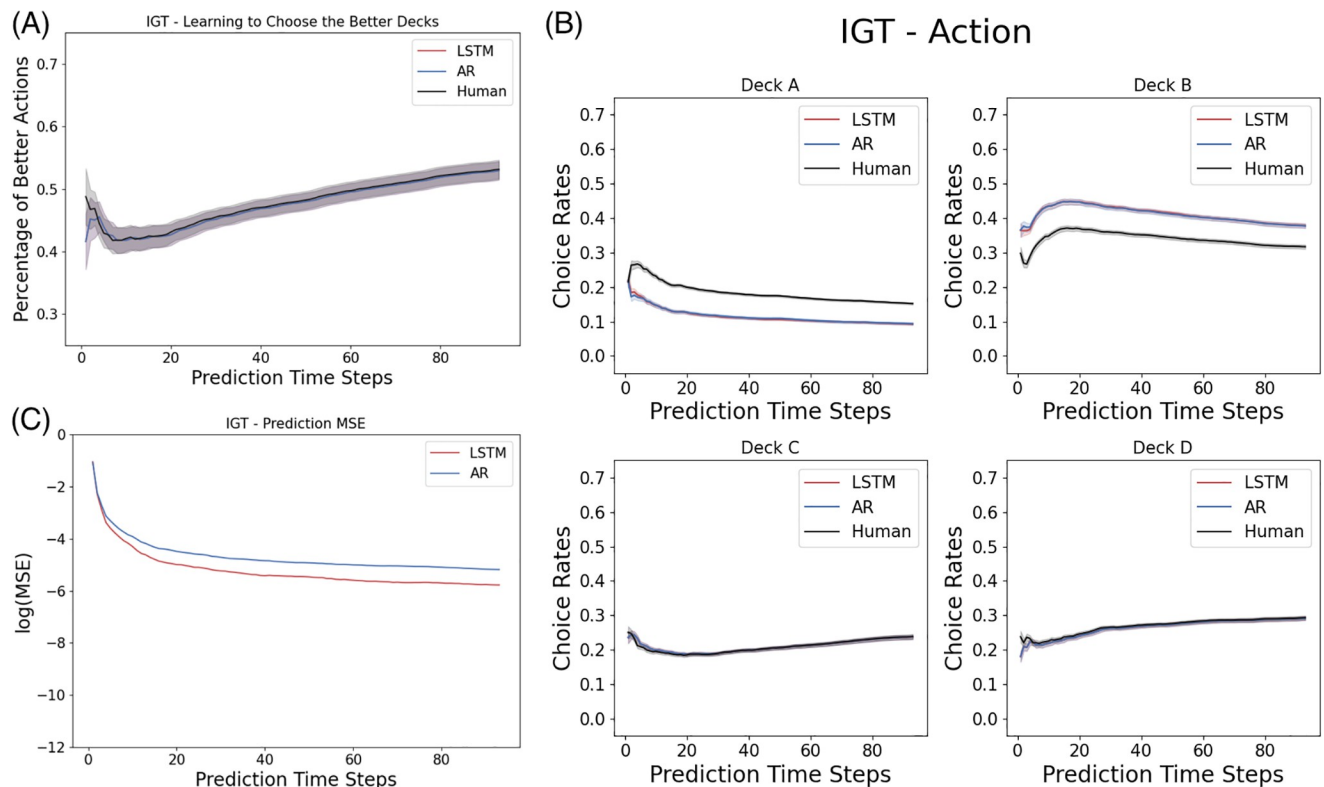 (A)
IGT - Learning to Choose the Better Decks
LSTM
AR
Human
Percentage of Better Actions
0.7
0.6
0.5
0.4
0.3
0
20
40
60
80
Prediction Time Steps
(B)
IGT - Action
Deck A
LSTM
AR
Human
Choice Rates
0.7
0.6
0.5
0.4
0.3
0.2
0.1
0.0
0
20
40
60
80
Prediction Time Steps
Deck B
LSTM
AR
Human
Choice Rates
0.7
0.6
0.5
0.4
0.3
0.2
0.1
0.0
0
20
40
60
80
Prediction Time Steps
(C)
IGT - Prediction MSE
LSTM
AR
log(MSE)
0
−2
−4
−6
−8
−10
−12
0
20
40
60
80
Prediction Time Steps
Deck C
LSTM
AR
Human
Choice Rates
0.7
0.6
0.5
0.4
0.3
0.2
0.1
0.0
0
20
40
60
80
Prediction Time Steps
Deck D
LSTM
AR
Human
Choice Rates
0.7
0.6
0.5
0.4
0.3
0.2
0.1
0.0
0
20
40
60
80
Prediction Time Steps